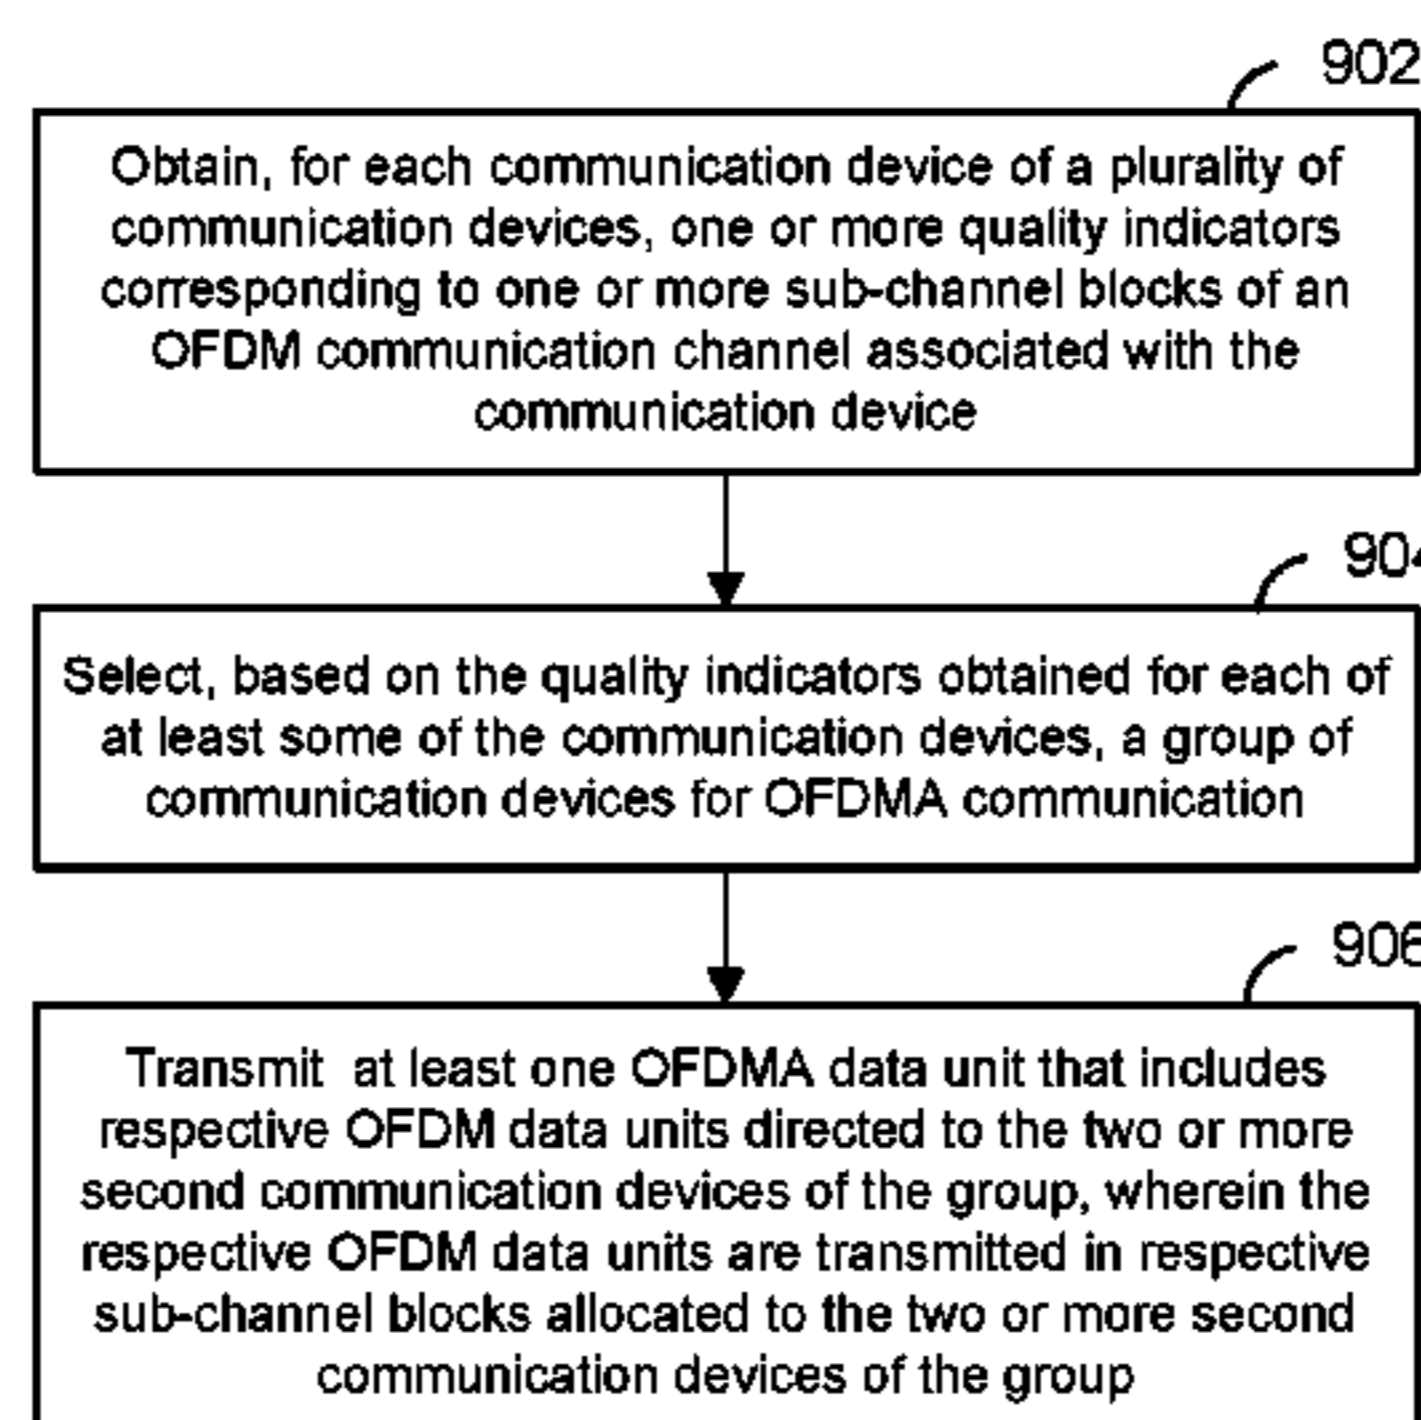 902
Obtain, for each communication device of a plurality of
communication devices, one or more quality indicators
corresponding to one or more sub-channel blocks of an
OFDM communication channel associated with the
communication device
904
Select, based on the quality indicators obtained for each of
at least some of the communication devices, a group of
communication devices for OFDMA communication
906
Transmit at least one OFDMA data unit that includes
respective OFDM data units directed to the two or more
second communication devices of the group, wherein the
respective OFDM data units are transmitted in respective
sub-channel blocks allocated to the two or more second
communication devices of the group